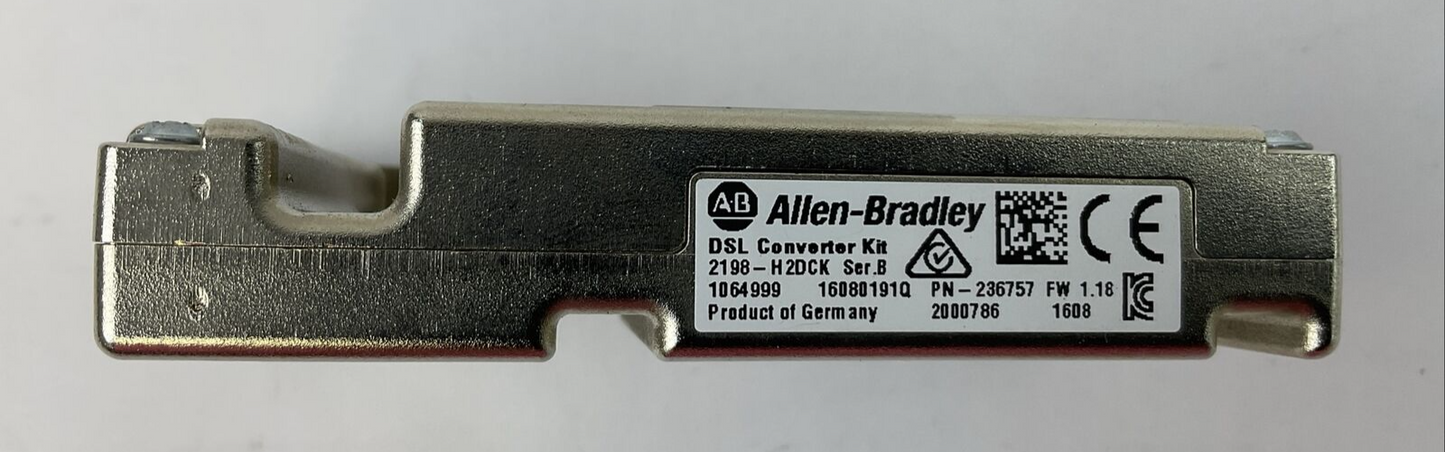 AB Allen-Bradley
DSL Converter Kit
2198-H2DCK Ser.B
1064999 16080191Q PN-236757 FW 1.18
Product of Germany 2000786 1608
CE